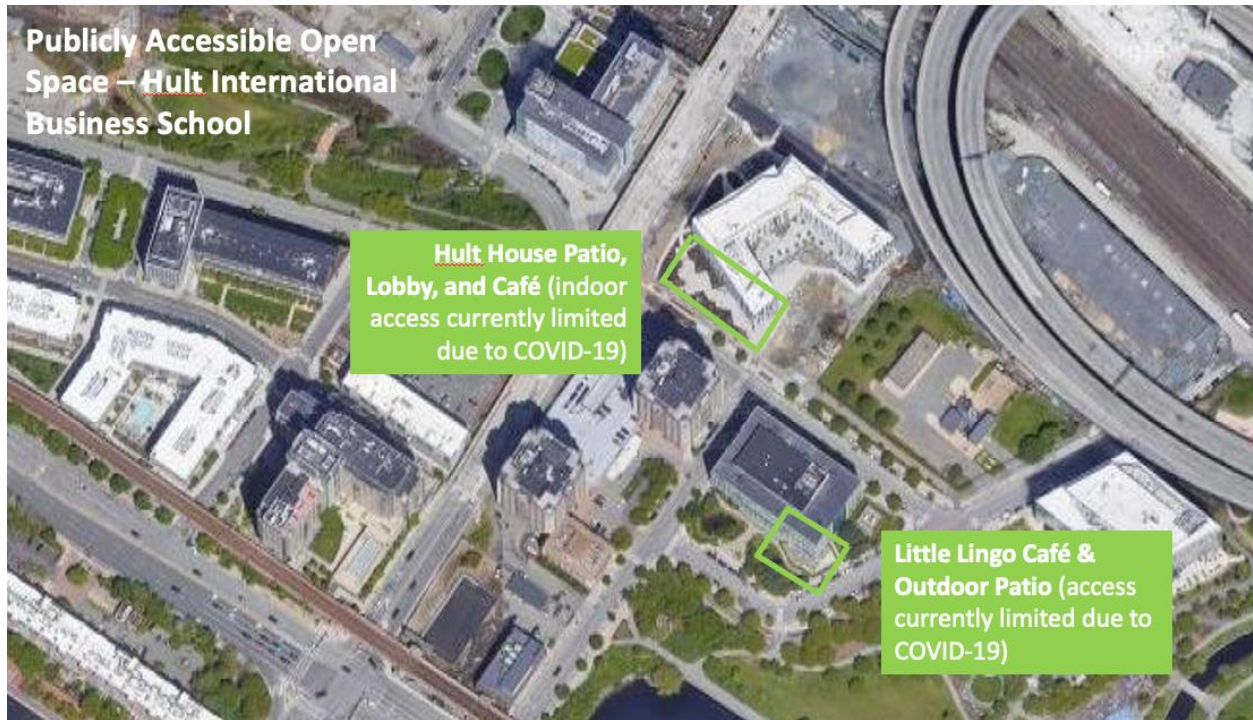 Publicly Accessible Open
Space – Hult International
Business School
Hult House Patio,
Lobby, and Café (indoor
access currently limited
due to COVID-19)
Little Lingo Café &
Outdoor Patio (access
currently limited due to
COVID-19)